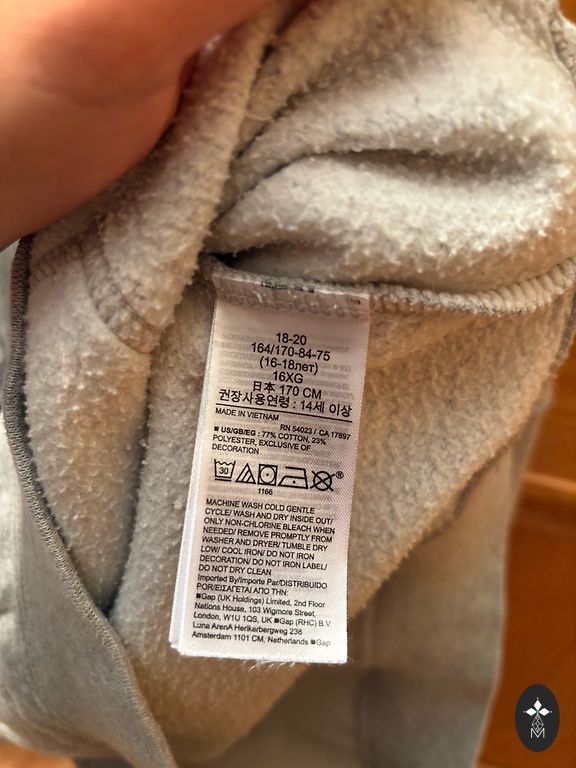 18-20
164/170-84-75
(16-18лет)
16XG
日本 170 CM
권장사용연령 : 14세 이상
MADE IN VIETNAM
RN 54023 / CA 17897
■ US/GB/EG : 77% COTTON, 23%
POLYESTER, EXCLUSIVE OF
DECORATION
30
®
1166
MACHINE WASH COLD GENTLE
CYCLE/ WASH AND DRY INSIDE OUT/
ONLY NON-CHLORINE BLEACH WHEN
NEEDED/ REMOVE PROMPTLY FROM
WASHER AND DRYER/ TUMBLE DRY
LOW/ COOL IRON/ DO NOT IRON
DECORATION/ DO NOT IRON LABEL/
DO NOT DRY CLEAN
Imported By/Importe Par/DISTRIBUIDO
POR/ΕΙΣΑΓΕΤΑΙ ΑΠΟ ΤΗΝ:
■Gap (UK Holdings) Limited, 2nd Floor
Nations House, 103 Wigmore Street,
London, W1U 1QS, UK ■Gap (RHC) B.V.
Luna ArenA Herikerbergweg 238
Amsterdam 1101 CM, Netherlands ■Gap
M